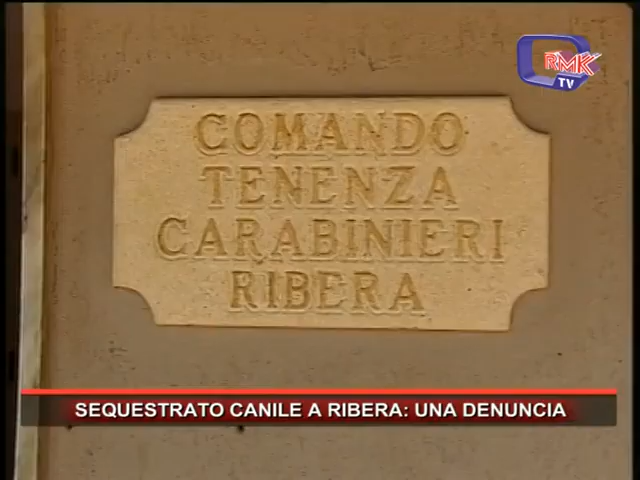 RMK
TV
COMANDO
TENENZA
CARABINIERI
RIBERA
SEQUESTRATO CANILE A RIBERA: UNA DENUNCIA